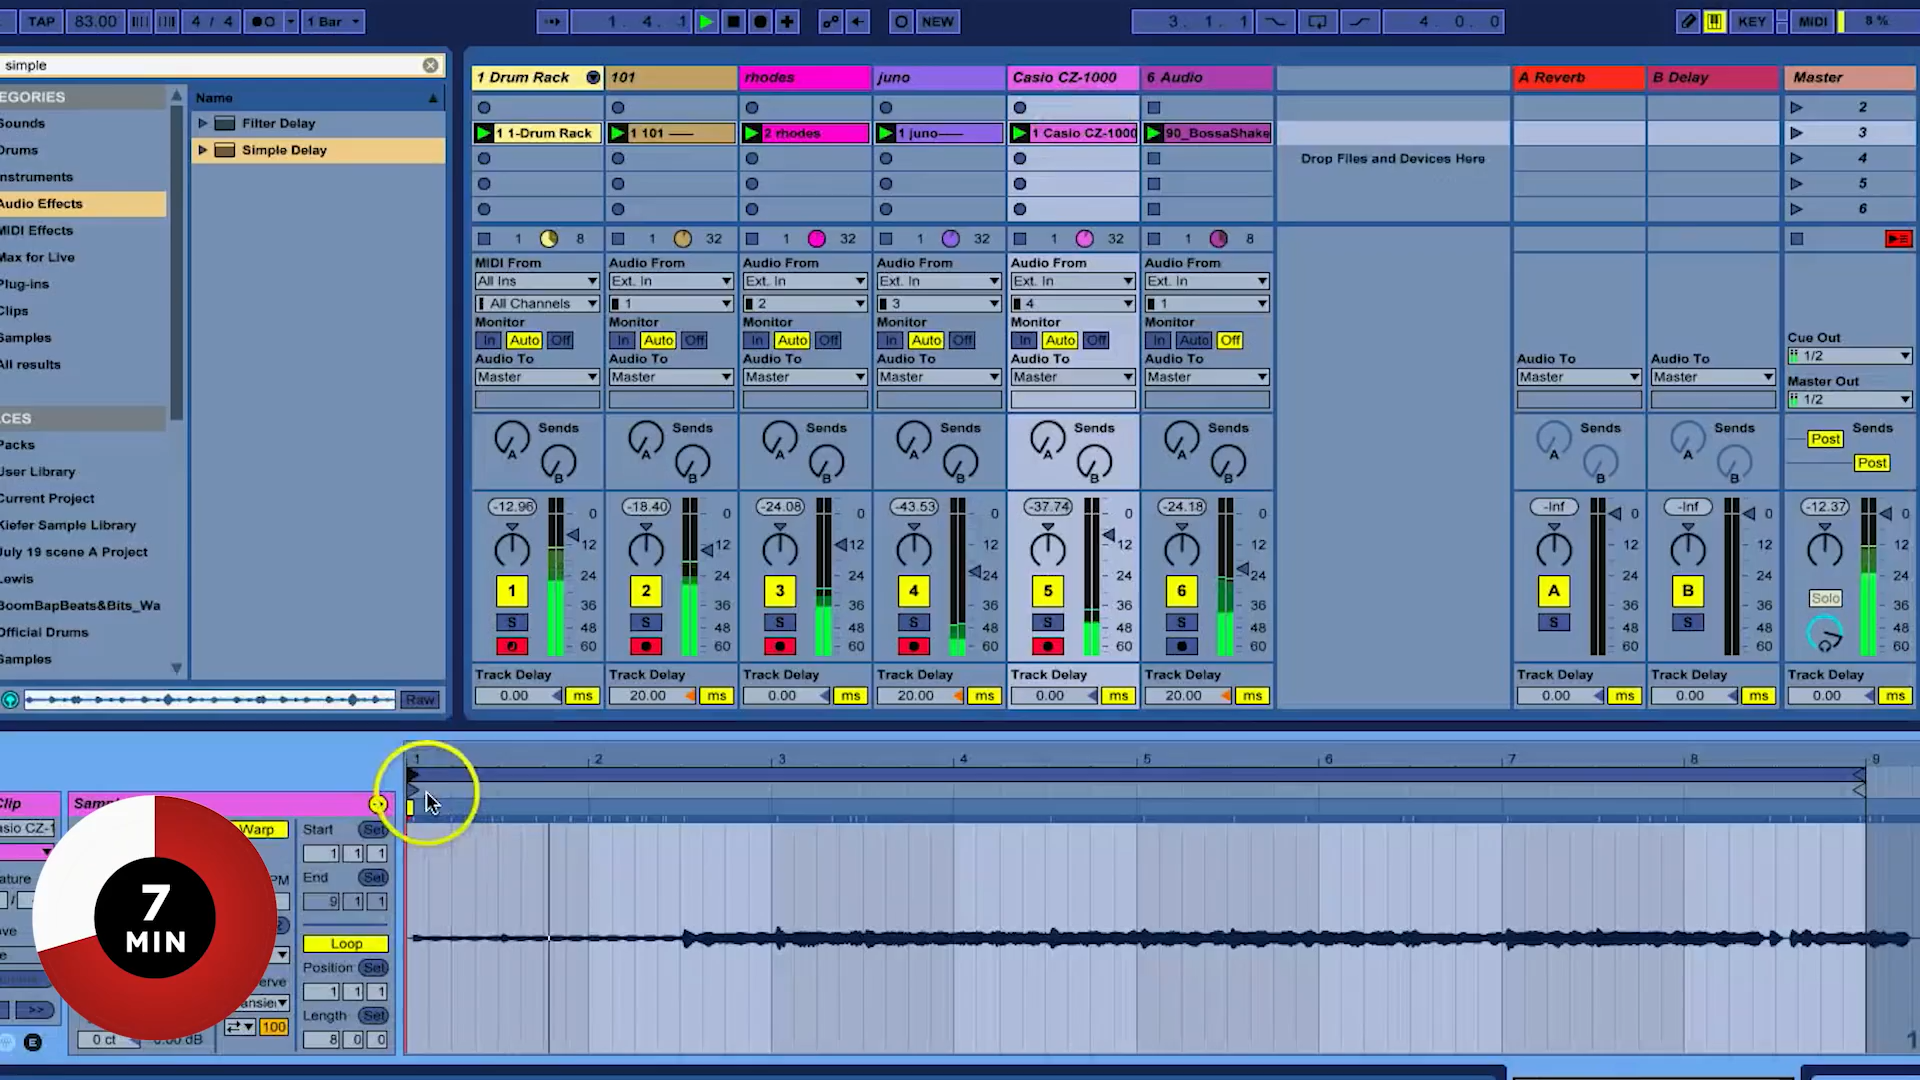 TAP 83.00 4 / 4 1 Bar 1. 4. 1 NEW 3. 1. 1 4. 0. 0 KEY MIDI 8 %
simple
EGORIES
Sounds
Drums
Instruments
Audio Effects
MIDI Effects
Max for Live
Plug-ins
Clips
Samples
All results
CES
Packs
User Library
Current Project
Kiefer Sample Library
July 19 scene A Project
Lewis
BoomBapBeats&Bits_Wa
Official Drums
Samples
Name
Filter Delay
Simple Delay
Raw
1 Drum Rack 101 rhodes juno Casio CZ-1000 6 Audio A Reverb B Delay Master
2
1 1-Drum Rack 1 101 2 rhodes 1 juno 1 Casio CZ-1000 90_BossaShake 3
Drop Files and Devices Here 4
5
6
1 8 1 32 1 32 1 32 1 32 1 8
MIDI From Audio From Audio From Audio From Audio From Audio From
All Ins Ext. In Ext. In Ext. In Ext. In Ext. In
All Channels 1 2 3 4 1
Monitor Monitor Monitor Monitor Monitor Monitor
In Auto Off In Auto Off In Auto Off In Auto Off In Auto Off In Auto Off
Cue Out
1/2
Audio To Audio To Audio To Audio To Audio To Audio To Audio To Audio To
Master Master Master Master Master Master Master Master
Master Out
1/2
Sends Sends Sends Sends Sends Sends Sends Sends Sends
A A A A A A A A Post
B B B B B B B B Post
-12.96 -18.40 -24.08 -43.53 -37.74 -24.18 -Inf -Inf -12.37
0 0 0 0 0 0 0 0 0
12 12 12 12 12 12 12 12 12
24 24 24 24 24 24 24 24 24
1 2 3 4 5 6 A B Solo
36 36 36 36 36 36 36 36 36
S S S S S S S S
48 48 48 48 48 48 48 48 48
60 60 60 60 60 60 60 60 60
Track Delay Track Delay Track Delay Track Delay Track Delay Track Delay Track Delay Track Delay Track Delay
0.00 ms 20.00 ms 0.00 ms 20.00 ms 0.00 ms 20.00 ms 0.00 ms 0.00 ms 0.00 ms
1 2 3 4 5 6 7 8 9
Clip Samp
asio CZ-1 Warp Start Set
1 1 1
ature PM End Set
9 1 1
Loop
Position Set
1 1 1
Length Set
8 0 0
>> 100
E 0 ct 0.00 dB
7
MIN